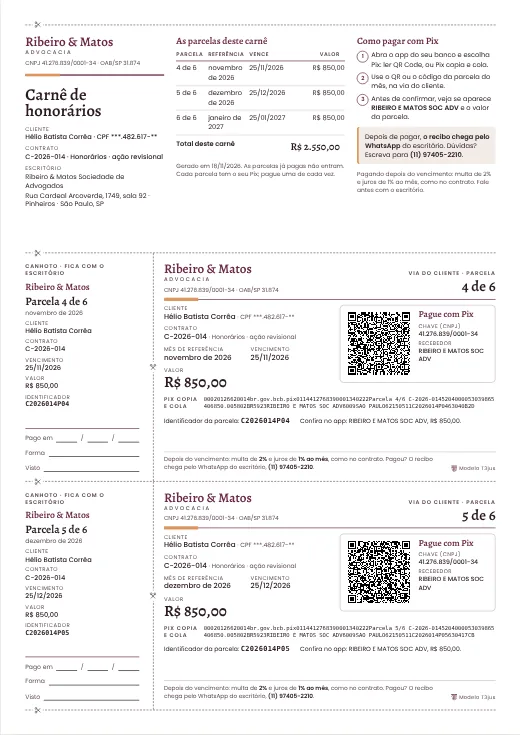 Ribeiro & Matos
ADVOCACIA
CNPJ 41.276.839/0001-34 · OAB/SP 31.874
Carnê de
honorários
CLIENTE
Hélio Batista Corrêa · CPF ***.482.617-**
CONTRATO
C-2026-014 · Honorários · ação revisional
ESCRITÓRIO
Ribeiro & Matos Sociedade de
Advogados
Rua Cardeal Arcoverde, 1749, sala 92 ·
Pinheiros · São Paulo, SP
As parcelas deste carnê
PARCELA REFERÊNCIA VENCE VALOR
4 de 6 novembro de 2026 25/11/2026 R$ 850,00
5 de 6 dezembro de 2026 25/12/2026 R$ 850,00
6 de 6 janeiro de 2027 25/01/2027 R$ 850,00
Total deste carnê R$ 2.550,00
Gerado em 18/11/2026. As parcelas já pagas não entram.
Cada parcela tem o seu Pix; pague uma de cada vez.
Como pagar com Pix
1 Abra o app do seu banco e escolha
Pix: ler QR Code, ou Pix copia e cola.
2 Use o QR ou o código da parcela do
mês, na via do cliente.
3 Antes de confirmar, veja se aparece
RIBEIRO E MATOS SOC ADV e o valor
da parcela.
Depois de pagar, o recibo chega pelo
WhatsApp do escritório. Dúvidas?
Escreva para (11) 97405-2210.
Pagando depois do vencimento: multa de 2%
e juros de 1% ao mês, como no contrato. Fale
antes com o escritório.
CANHOTO · FICA COM O
ESCRITÓRIO
Ribeiro & Matos
Parcela 4 de 6
novembro de 2026
CLIENTE
Hélio Batista Corrêa
CONTRATO
C-2026-014
VENCIMENTO
25/11/2026
VALOR
R$ 850,00
IDENTIFICADOR
C2026014P04
Pago em ____ / ____ / ____
Forma
Visto
Ribeiro & Matos
ADVOCACIA
CNPJ 41.276.839/0001-34 · OAB/SP 31.874
VIA DO CLIENTE · PARCELA
4 de 6
CLIENTE
Hélio Batista Corrêa · CPF ***.482.617-**
CONTRATO
C-2026-014 · Honorários · ação revisional
MÊS DE REFERÊNCIA VENCIMENTO
novembro de 2026 25/11/2026
VALOR
R$ 850,00
Pague com Pix
CHAVE (CNPJ)
41.276.839/0001-34
RECEBEDOR
RIBEIRO E MATOS SOC
ADV
PIX COPIA
E COLA
Identificador da parcela: C2026014P04 Confira no app: RIBEIRO E MATOS SOC ADV, R$ 850,00.
Depois do vencimento: multa de 2% e juros de 1% ao mês, como no contrato. Pagou? O recibo
chega pelo WhatsApp do escritório, (11) 97405-2210.
Modelo 13jus
CANHOTO · FICA COM O
ESCRITÓRIO
Ribeiro & Matos
Parcela 5 de 6
dezembro de 2026
CLIENTE
Hélio Batista Corrêa
CONTRATO
C-2026-014
VENCIMENTO
25/12/2026
VALOR
R$ 850,00
IDENTIFICADOR
C2026014P05
Pago em ____ / ____ / ____
Forma
Visto
Ribeiro & Matos
ADVOCACIA
CNPJ 41.276.839/0001-34 · OAB/SP 31.874
VIA DO CLIENTE · PARCELA
5 de 6
CLIENTE
Hélio Batista Corrêa · CPF ***.482.617-**
CONTRATO
C-2026-014 · Honorários · ação revisional
MÊS DE REFERÊNCIA VENCIMENTO
dezembro de 2026 25/12/2026
VALOR
R$ 850,00
Pague com Pix
CHAVE (CNPJ)
41.276.839/0001-34
RECEBEDOR
RIBEIRO E MATOS SOC
ADV
PIX COPIA
E COLA
Identificador da parcela: C2026014P05 Confira no app: RIBEIRO E MATOS SOC ADV, R$ 850,00.
Depois do vencimento: multa de 2% e juros de 1% ao mês, como no contrato. Pagou? O recibo
chega pelo WhatsApp do escritório, (11) 97405-2210.
Modelo 13jus